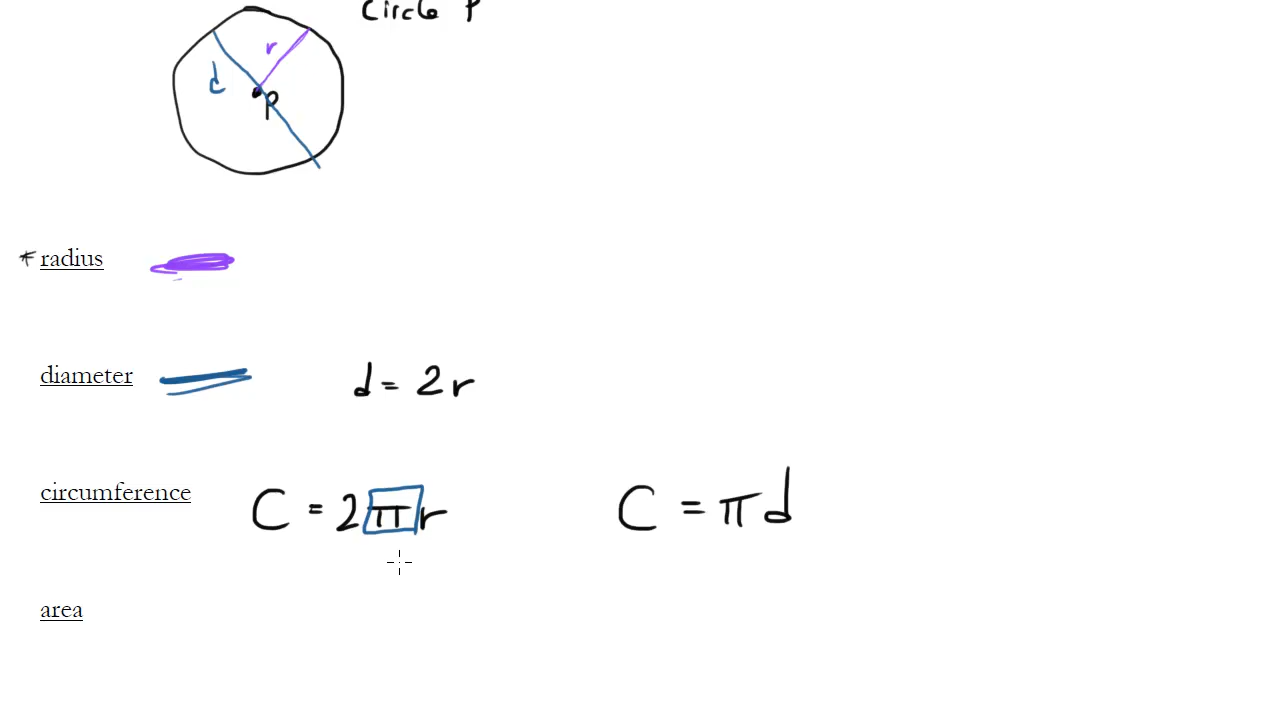 Circle P
r
d
P
* radius
diameter d = 2r
circumference C = 2πr C = πd
area